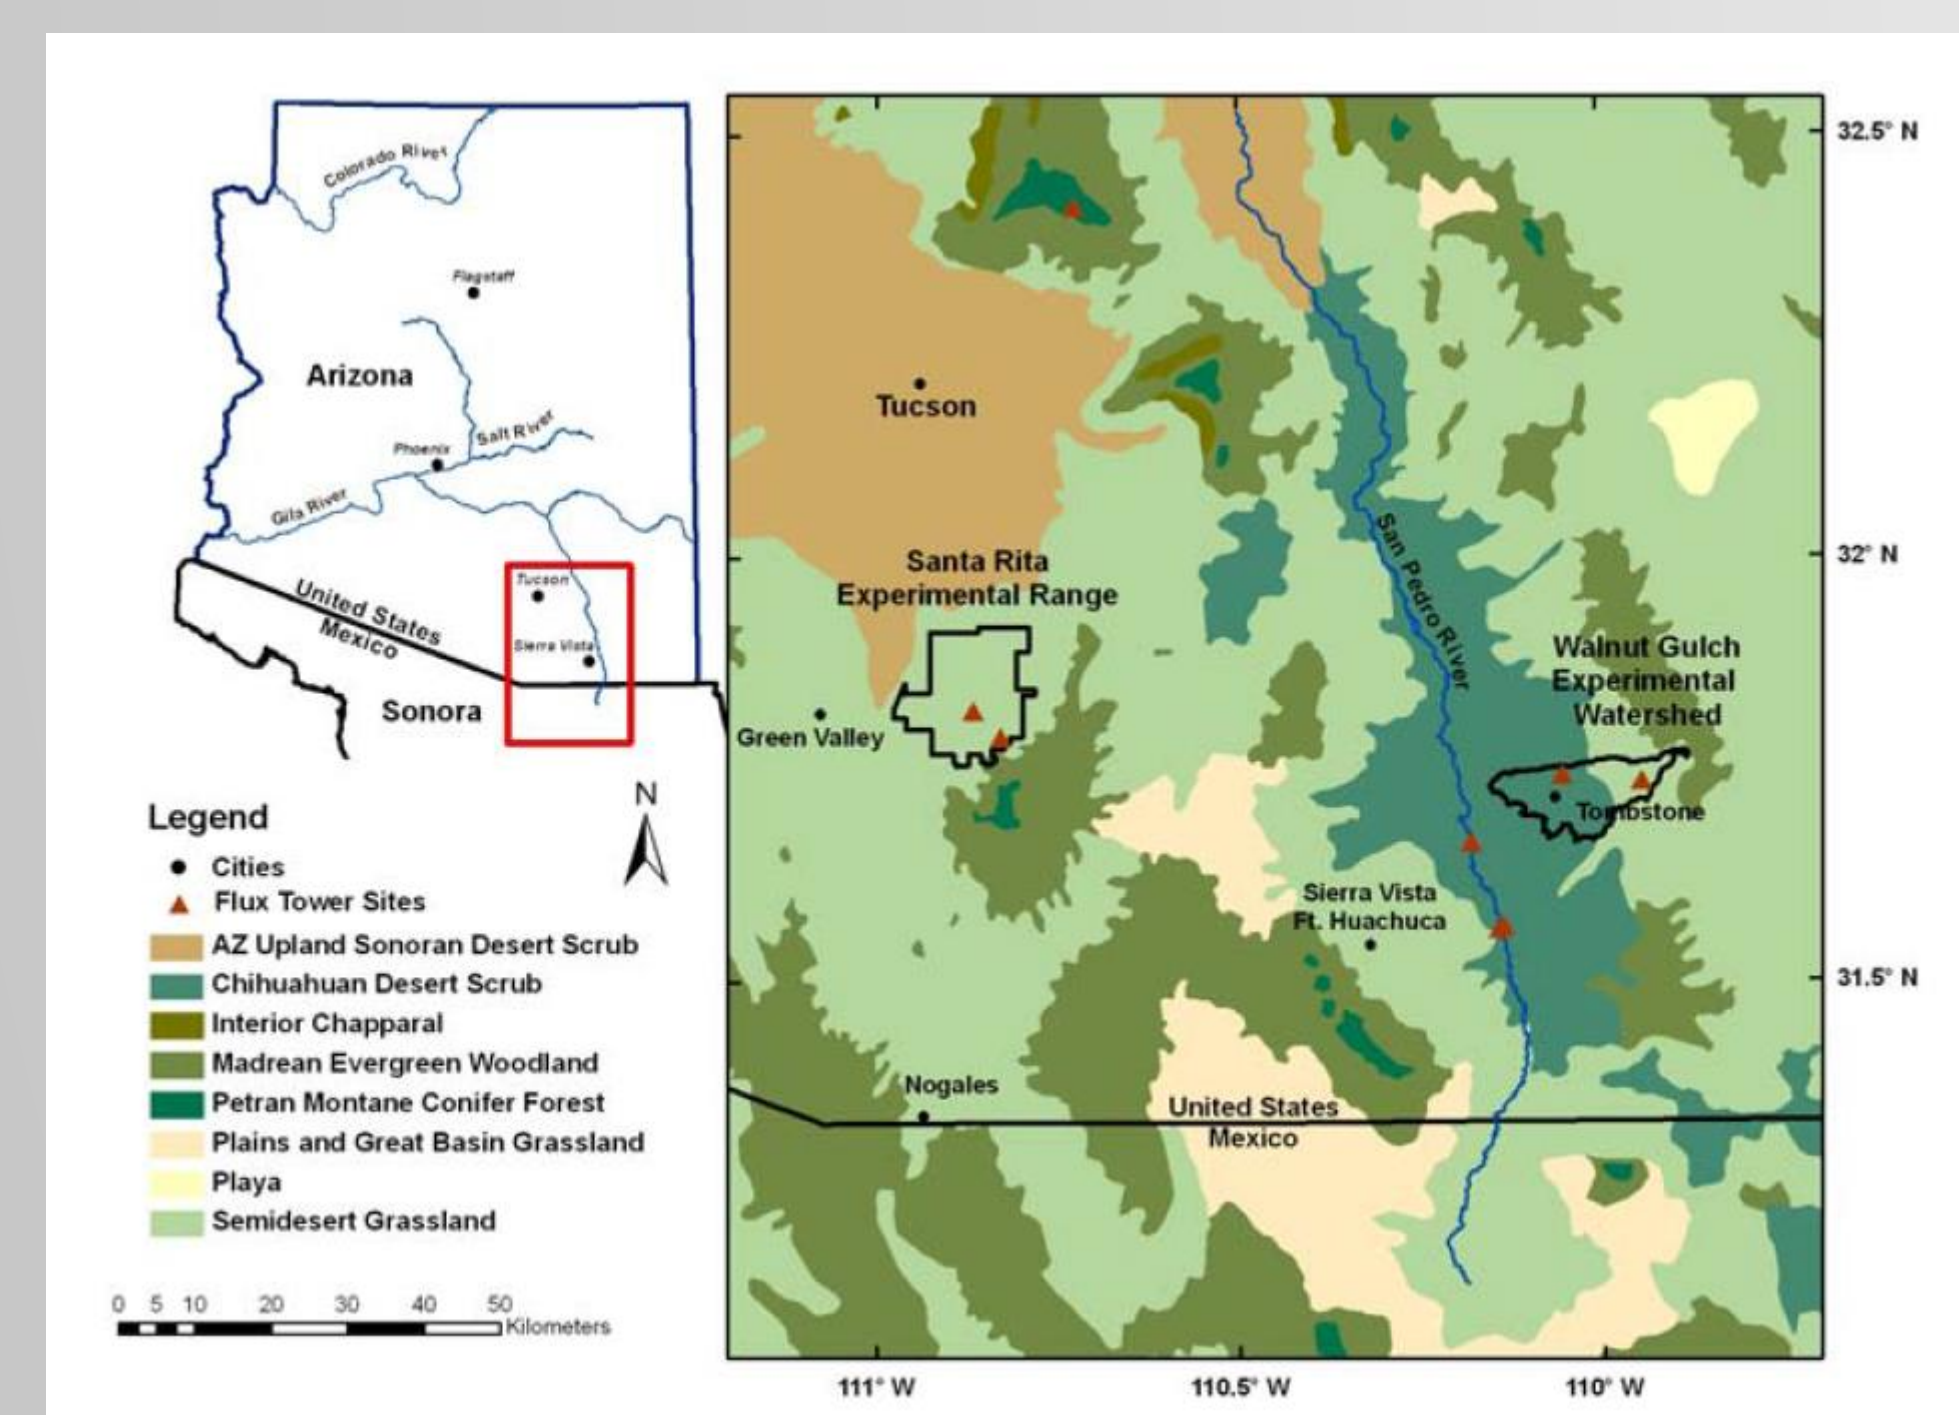 Colorado River
Flagstaff
Arizona
Phoenix
Salt River
Gila River
Tucson
Sierra Vista
United States
Mexico
Sonora
N
Legend
Cities
Flux Tower Sites
AZ Upland Sonoran Desert Scrub
Chihuahuan Desert Scrub
Interior Chapparal
Madrean Evergreen Woodland
Petran Montane Conifer Forest
Plains and Great Basin Grassland
Playa
Semidesert Grassland
0 5 10 20 30 40 50
Kilometers
Tucson
Santa Rita
Experimental Range
San Pedro River
Walnut Gulch
Experimental
Watershed
Green Valley
Tombstone
Sierra Vista
Ft. Huachuca
Nogales
United States
Mexico
32.5° N
32° N
31.5° N
111° W 110.5° W 110° W